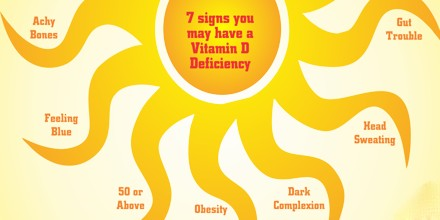 7 signs you
may have a
Vitamin D
Deficiency
Achy
Bones
Gut
Trouble
Feeling
Blue
Head
Sweating
50 or
Above
Obesity
Dark
Complexion